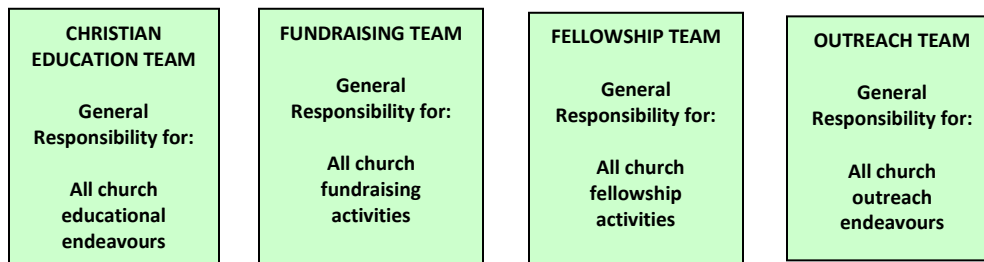 CHRISTIAN
EDUCATION TEAM
General
Responsibility for:
All church
educational
endeavours
FUNDRAISING TEAM
General
Responsibility for:
All church
fundraising
activities
FELLOWSHIP TEAM
General
Responsibility for:
All church
fellowship
activities
OUTREACH TEAM
General
Responsibility for:
All church
outreach
endeavours